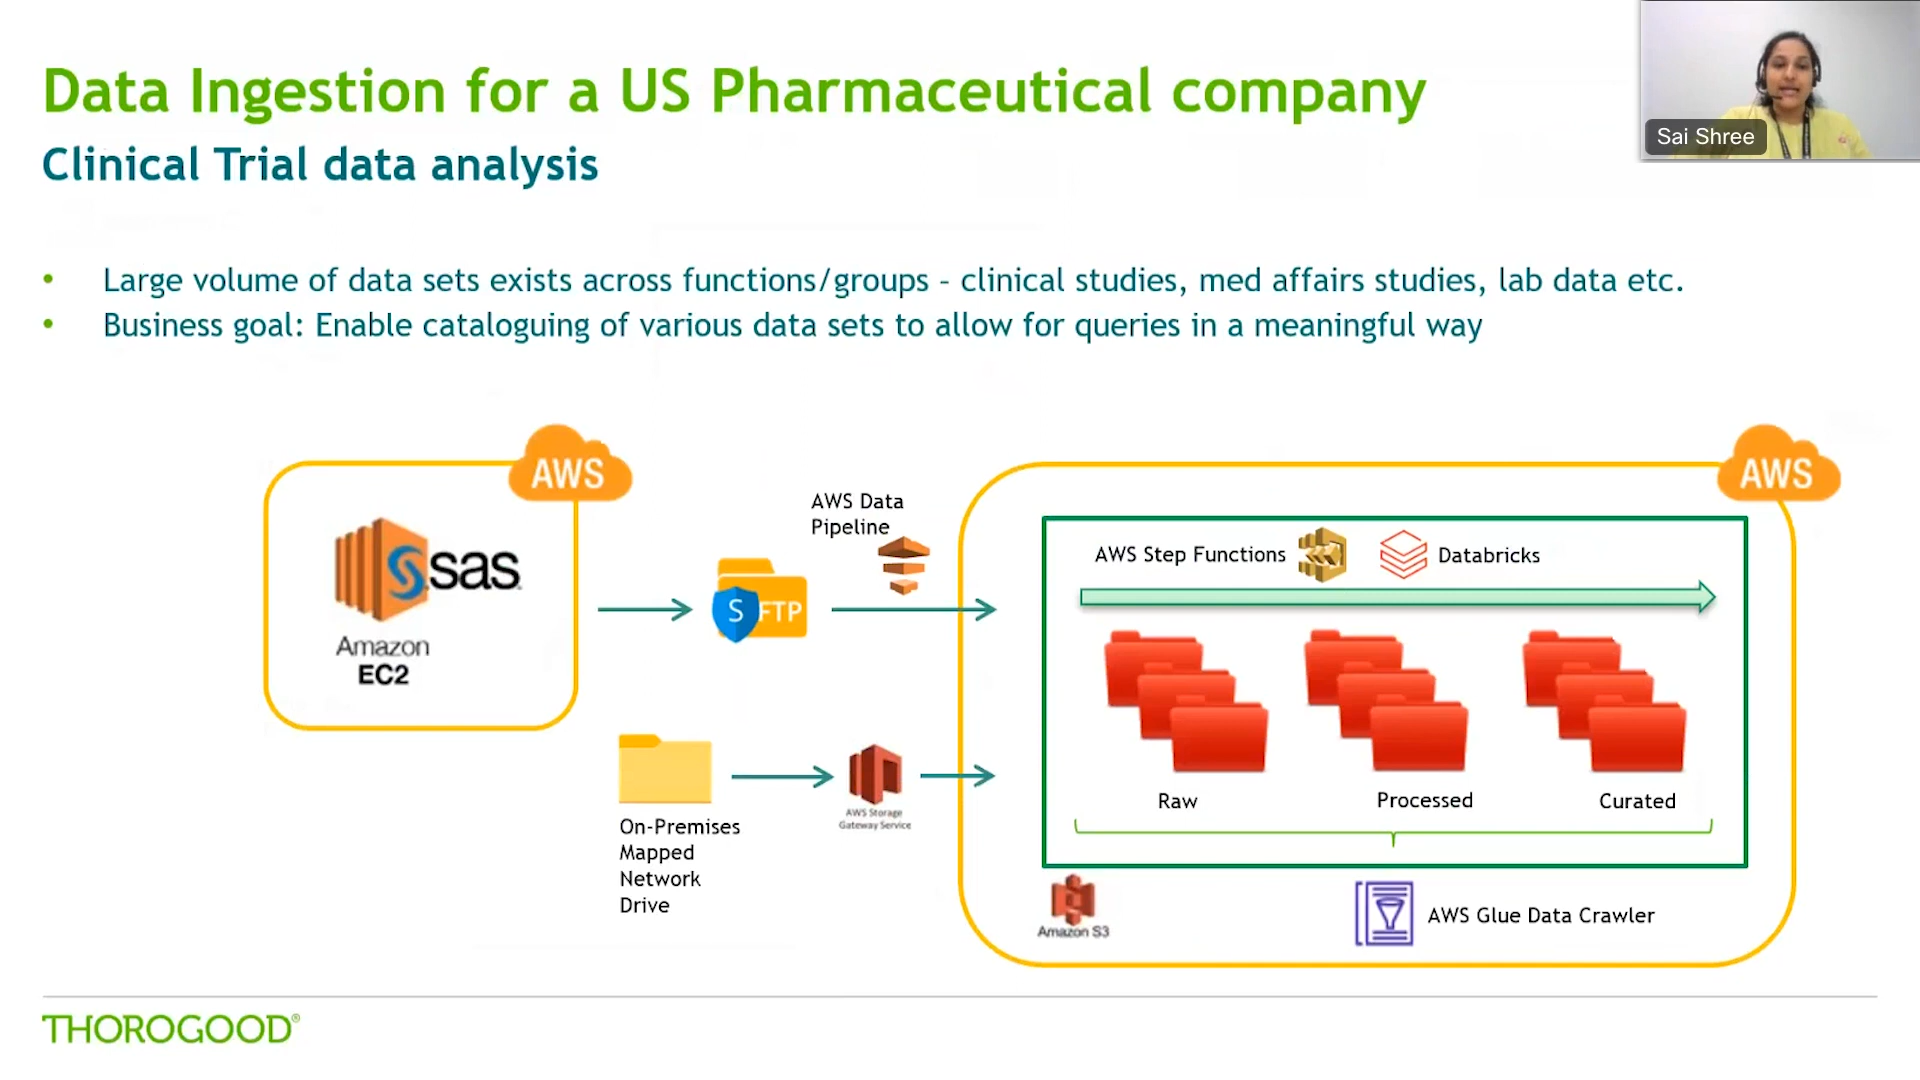 Data Ingestion for a US Pharmaceutical company
Sai Shree
Clinical Trial data analysis
• Large volume of data sets exists across functions/groups – clinical studies, med affairs studies, lab data etc.
• Business goal: Enable cataloguing of various data sets to allow for queries in a meaningful way
AWS
AWS
S.sas
Amazon
EC2
AWS Data
Pipeline
S FTP
AWS Step Functions
Databricks
Raw
Processed
Curated
On-Premises
Mapped
Network
Drive
AWS Storage
Gateway Service
Amazon S3
AWS Glue Data Crawler
THOROGOOD®